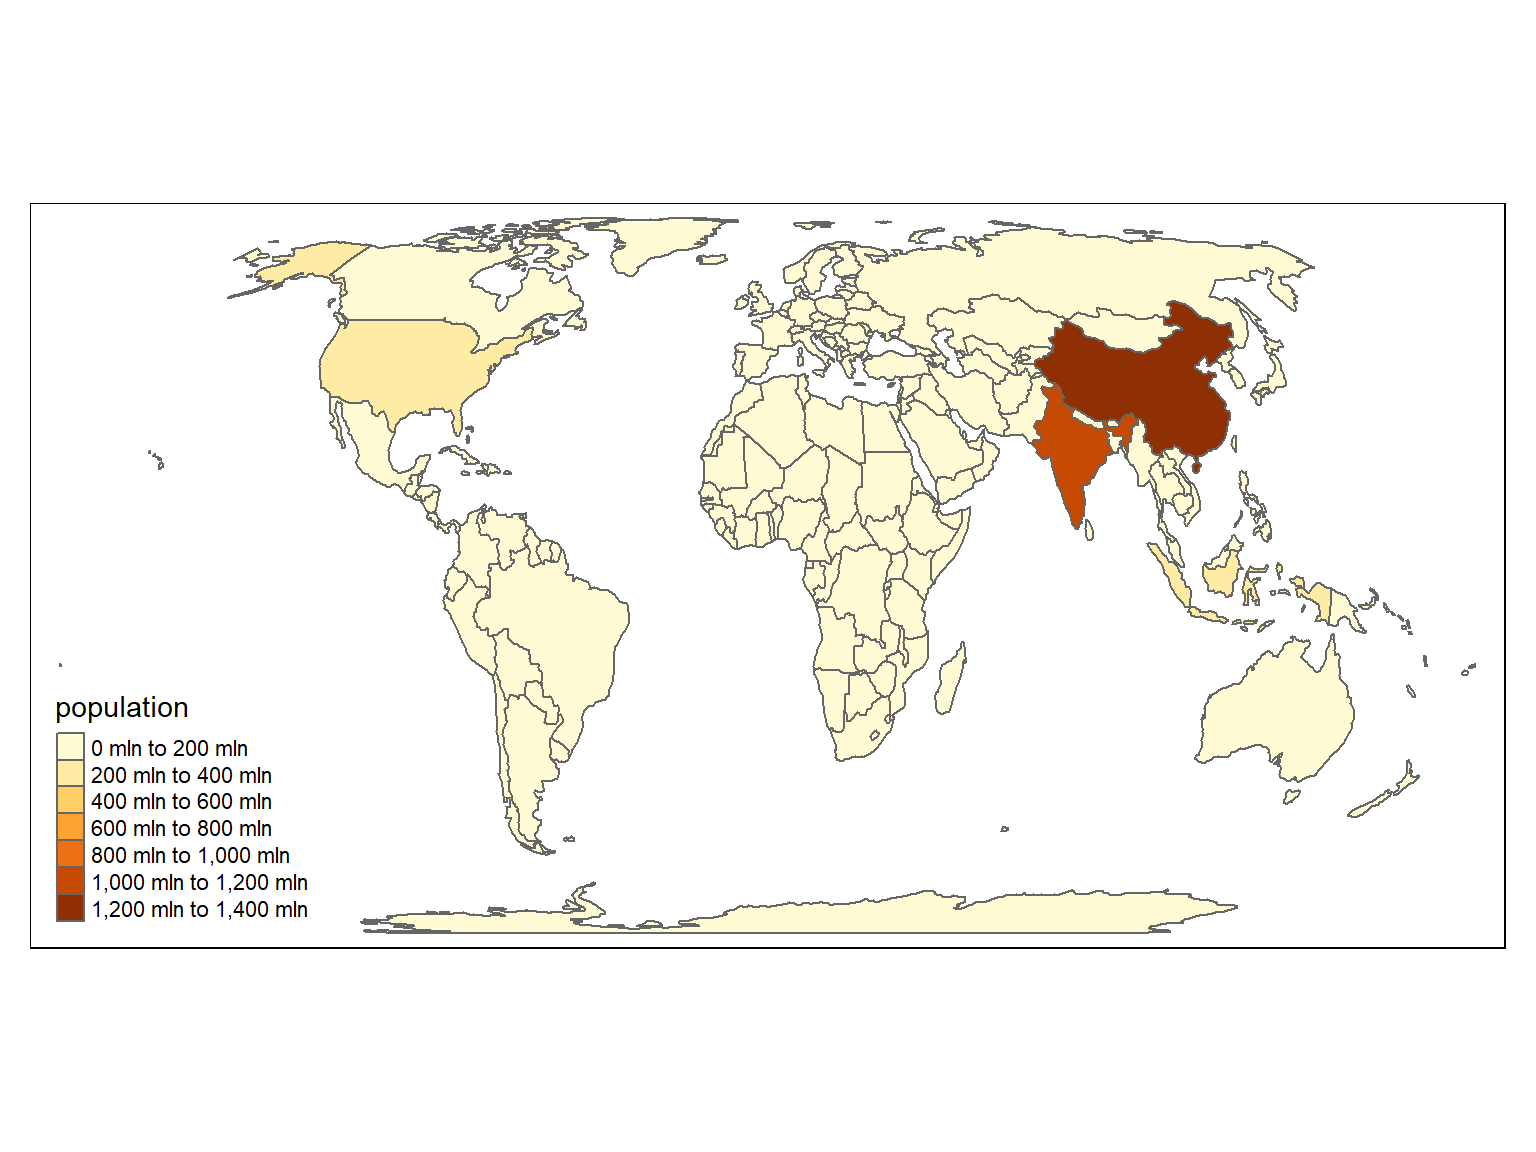 population
0 mln to 200 mln
200 mln to 400 mln
400 mln to 600 mln
600 mln to 800 mln
800 mln to 1,000 mln
1,000 mln to 1,200 mln
1,200 mln to 1,400 mln